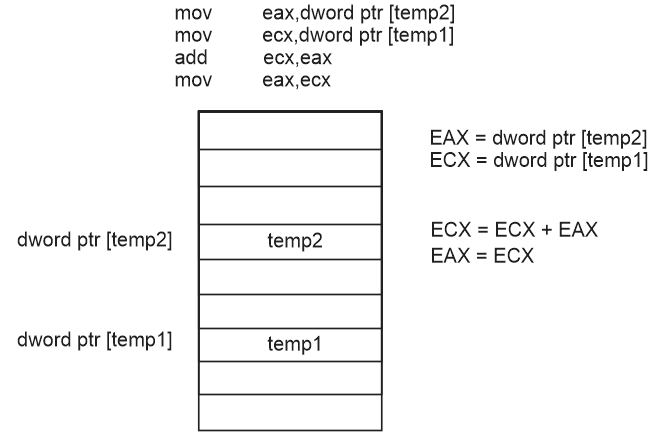 mov eax,dword ptr [temp2]
mov ecx,dword ptr [temp1]
add ecx,eax
mov eax,ecx
EAX = dword ptr [temp2]
ECX = dword ptr [temp1]
dword ptr [temp2] temp2
ECX = ECX + EAX
EAX = ECX
dword ptr [temp1] temp1